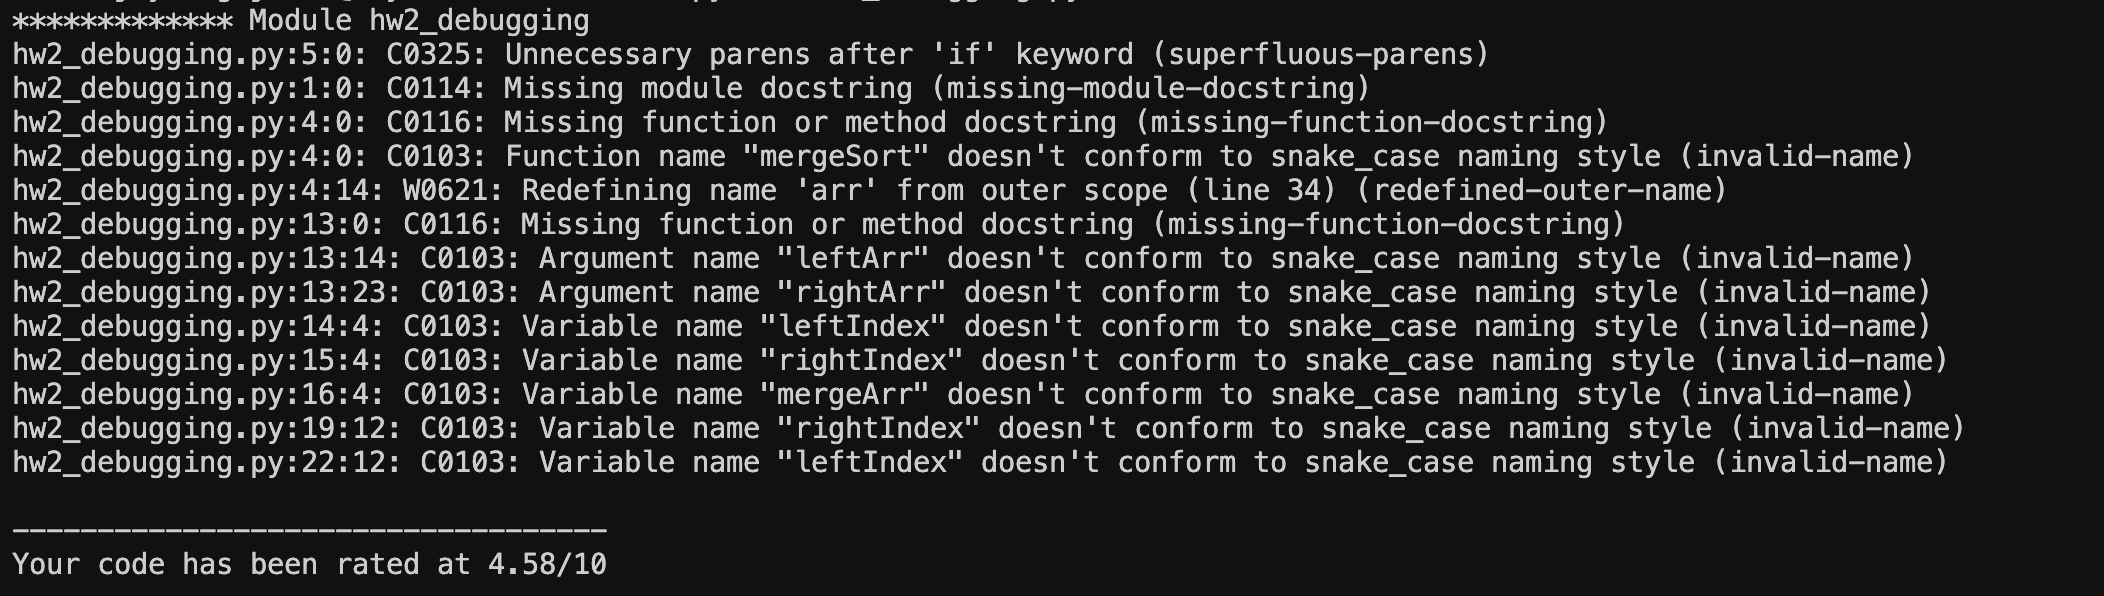 ************* Module hw2_debugging
hw2_debugging.py:5:0: C0325: Unnecessary parens after 'if' keyword (superfluous-parens)
hw2_debugging.py:1:0: C0114: Missing module docstring (missing-module-docstring)
hw2_debugging.py:4:0: C0116: Missing function or method docstring (missing-function-docstring)
hw2_debugging.py:4:0: C0103: Function name "mergeSort" doesn't conform to snake_case naming style (invalid-name)
hw2_debugging.py:4:14: W0621: Redefining name 'arr' from outer scope (line 34) (redefined-outer-name)
hw2_debugging.py:13:0: C0116: Missing function or method docstring (missing-function-docstring)
hw2_debugging.py:13:14: C0103: Argument name "leftArr" doesn't conform to snake_case naming style (invalid-name)
hw2_debugging.py:13:23: C0103: Argument name "rightArr" doesn't conform to snake_case naming style (invalid-name)
hw2_debugging.py:14:4: C0103: Variable name "leftIndex" doesn't conform to snake_case naming style (invalid-name)
hw2_debugging.py:15:4: C0103: Variable name "rightIndex" doesn't conform to snake_case naming style (invalid-name)
hw2_debugging.py:16:4: C0103: Variable name "mergeArr" doesn't conform to snake_case naming style (invalid-name)
hw2_debugging.py:19:12: C0103: Variable name "rightIndex" doesn't conform to snake_case naming style (invalid-name)
hw2_debugging.py:22:12: C0103: Variable name "leftIndex" doesn't conform to snake_case naming style (invalid-name)
-----------------------------------
Your code has been rated at 4.58/10